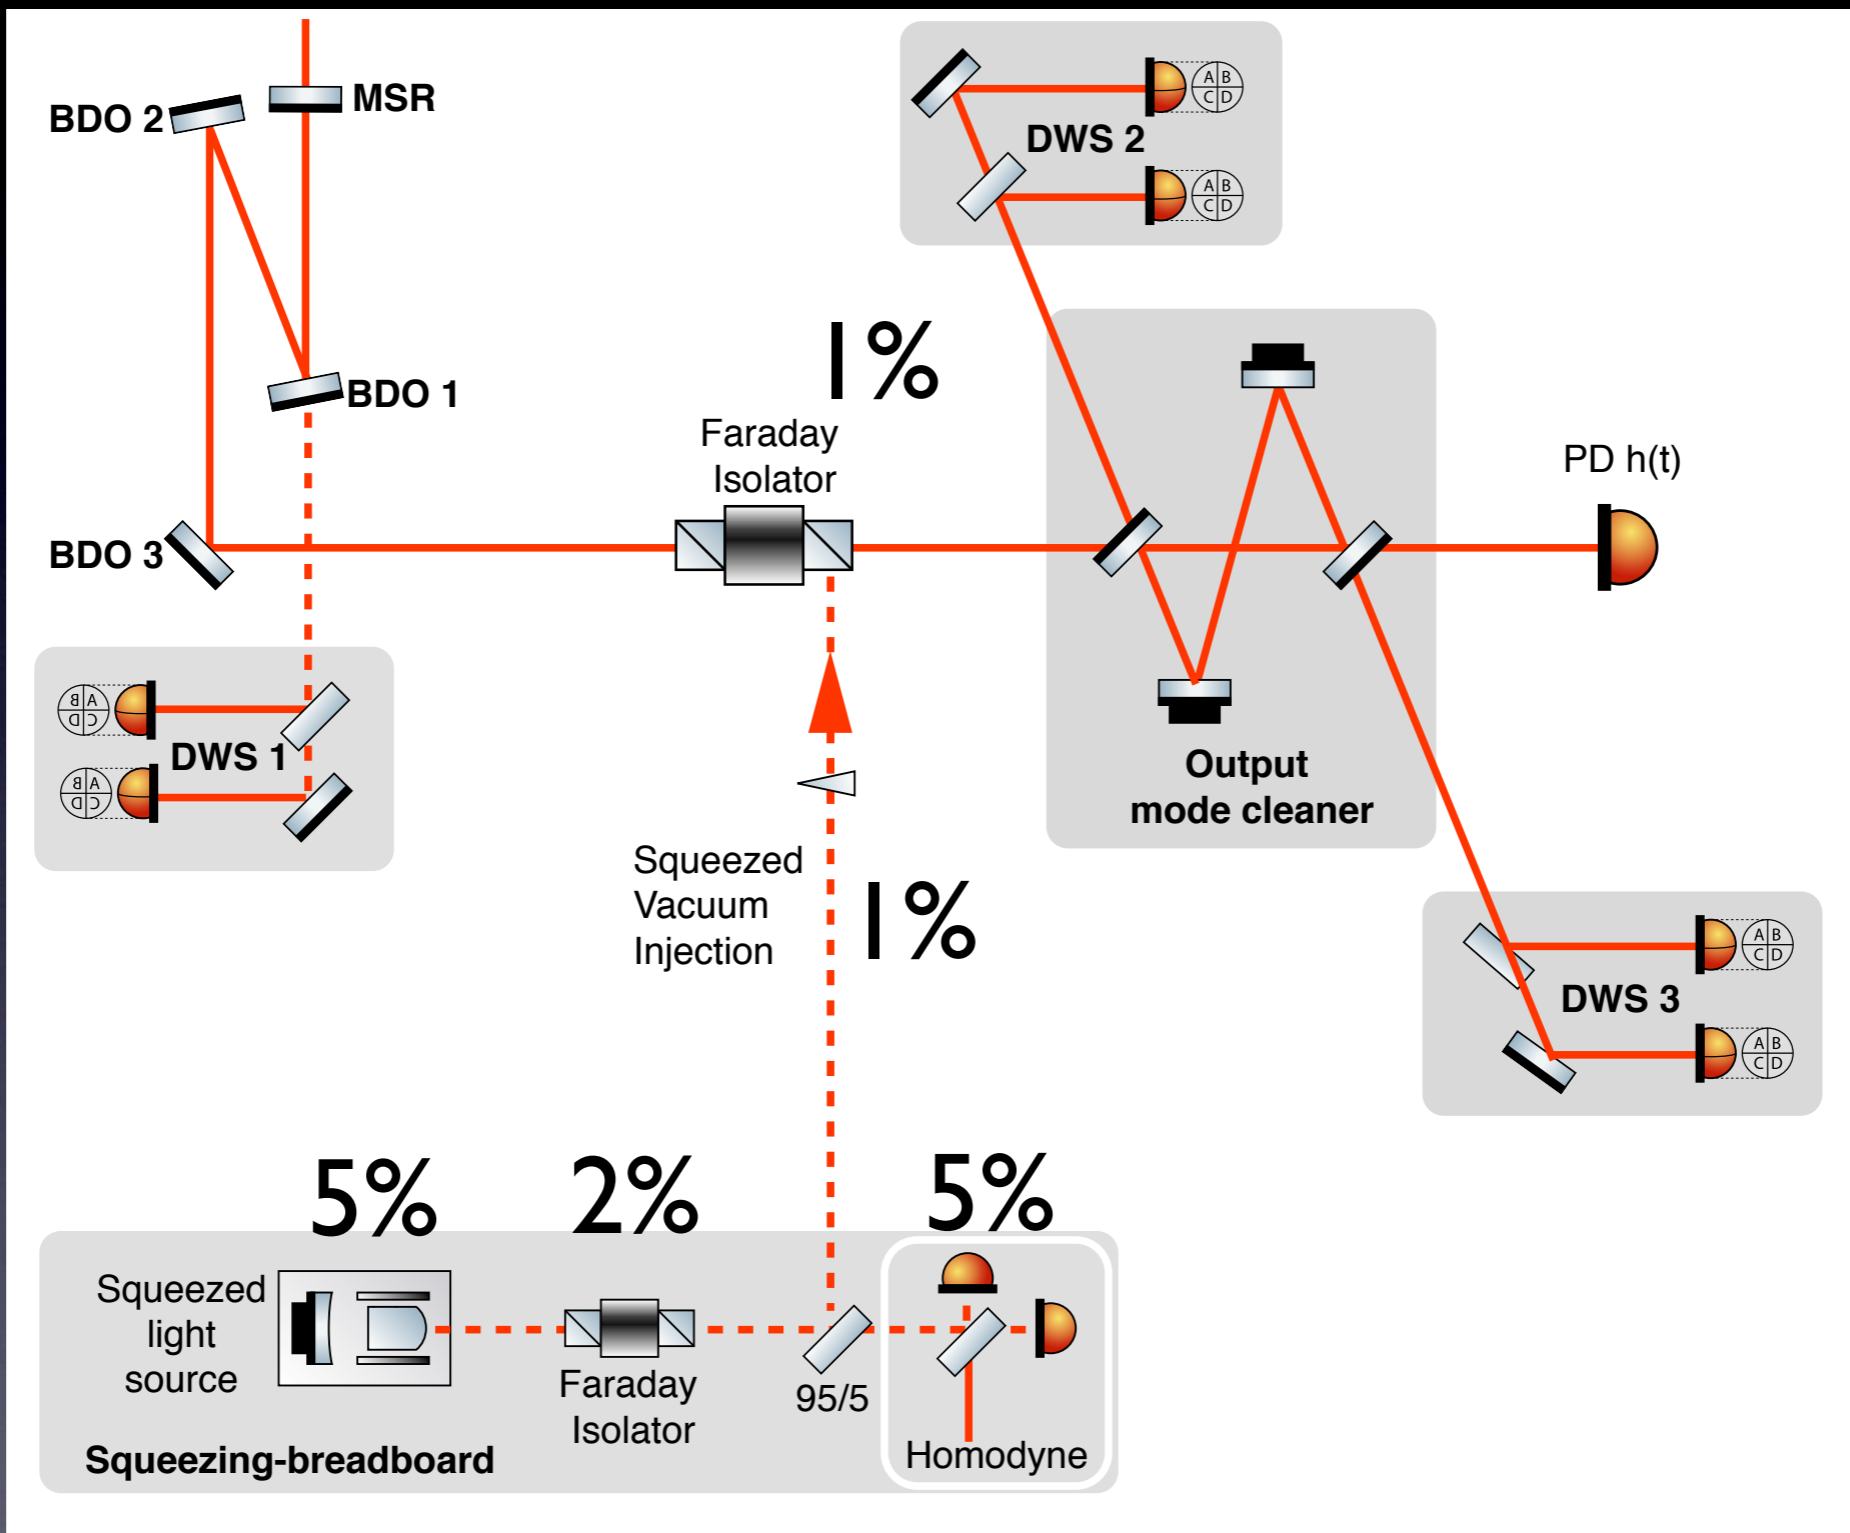 MSR
BDO 2
A B
C D
DWS 2
A B
C D
1%
BDO 1
Faraday
Isolator
PD h(t)
BDO 3
A B
C D
DWS 1
A B
C D
Output
mode cleaner
Squeezed
Vacuum
Injection
1%
A B
C D
DWS 3
A B
C D
5%
2%
5%
Squeezed
light
source
Faraday
Isolator
95/5
Homodyne
Squeezing-breadboard